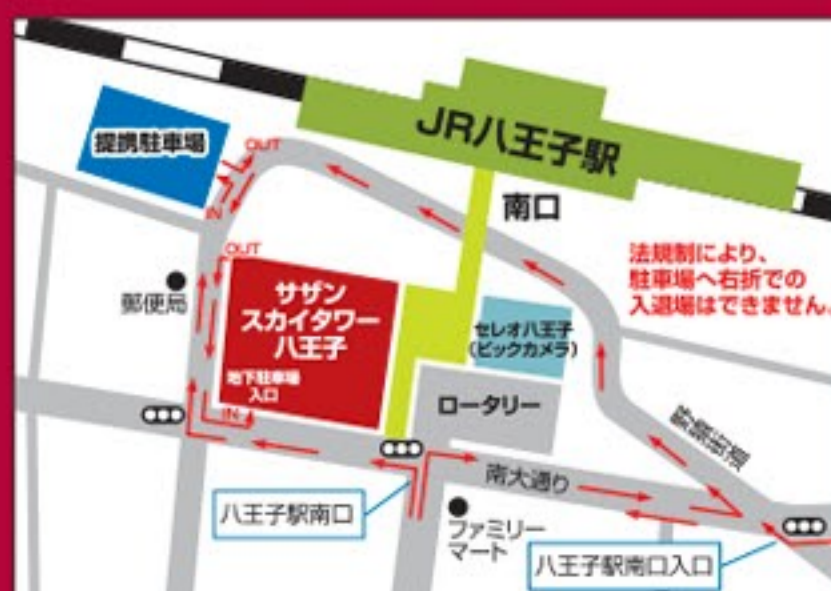 JR八王子駅
提携駐車場
OUT
IN
南口
法規制により、
駐車場へ右折での
入退場はできません。
OUT
郵便局
サザン
スカイタワー
八王子
地下駐車場
入口
IN
セレオ八王子
(ビックカメラ)
ロータリー
南大通り
八王子駅南口
ファミリー
マート
八王子駅南口入口